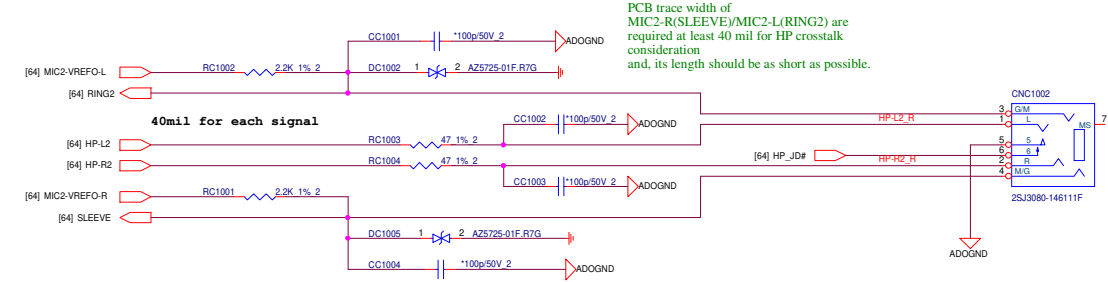 PCB trace width of
MIC2-R(SLEEVE)/MIC2-L(RING2) are
required at least 40 mil for HP crosstalk
consideration
and, its length should be as short as possible.
CC1001 *100p/50V_2
ADOGND
[64] MIC2-VREFO-L RC1002 2.2K 1% 2 DC1002 1 2 AZ5725-01F.R7G
[64] RING2
CNC1002
40mil for each signal
CC1002 *100p/50V_2
ADOGND
HP-L2_R
3 G/M
1 L
MS 7
[64] HP-L2 RC1003 47 1% 2
5 5
[64] HP_JD# 6 6
[64] HP-R2 RC1004 47 1% 2 HP-R2_R 2 R
4 M/G
CC1003 *100p/50V_2
ADOGND
[64] MIC2-VREFO-R RC1001 2.2K 1% 2
2SJ3080-146111F
[64] SLEEVE
DC1005 1 2 AZ5725-01F.R7G
ADOGND
CC1004 *100p/50V_2
ADOGND